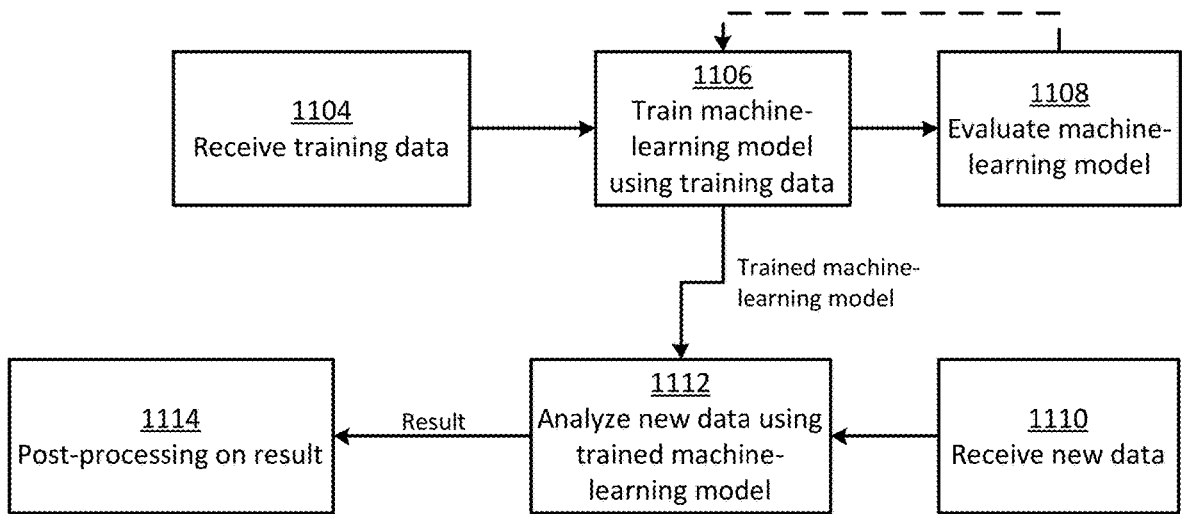 1104
Receive training data
1106
Train machine-
learning model
using training data
1108
Evaluate machine-
learning model
Trained machine-
learning model
1114
Post-processing on result
Result
1112
Analyze new data using
trained machine-
learning model
1110
Receive new data